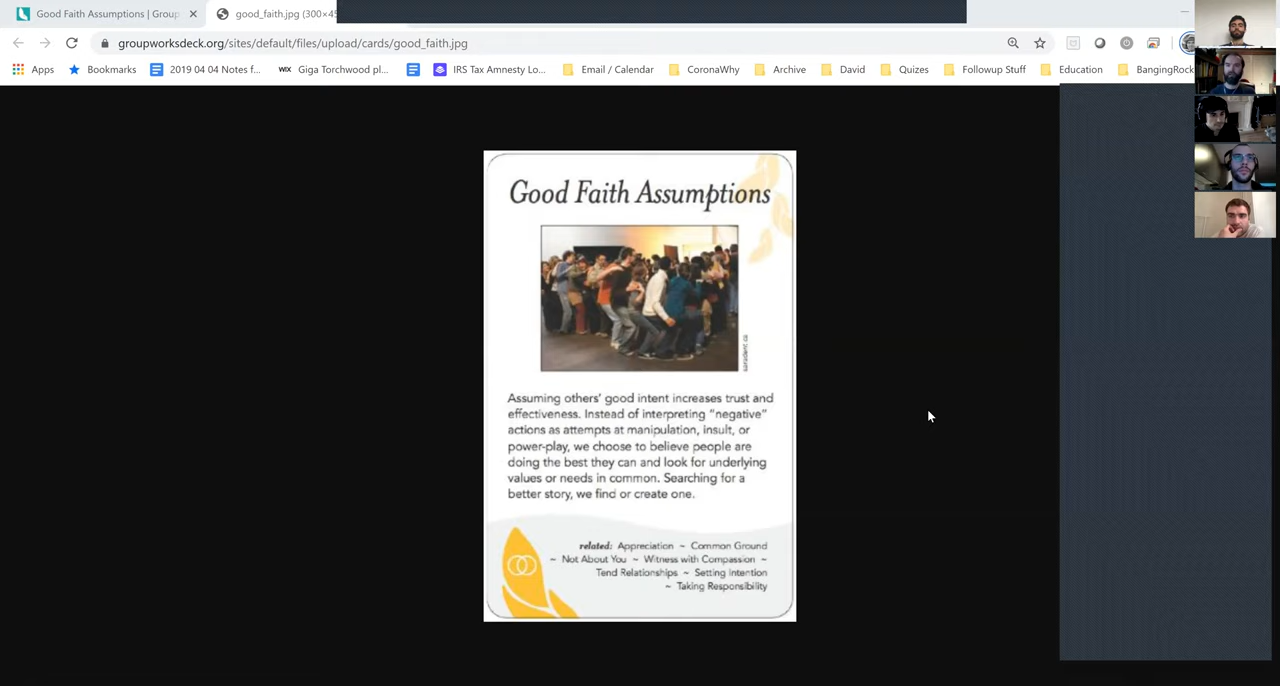 Good Faith Assumptions | Group
good_faith.jpg (300×45
groupworksdeck.org/sites/default/files/upload/cards/good_faith.jpg
Apps
Bookmarks
2019 04 04 Notes f...
WiX Giga Torchwood pl...
IRS Tax Amnesty Lo...
Email / Calendar
CoronaWhy
Archive
David
Quizes
Followup Stuff
Education
BangingRock
Good Faith Assumptions
Assuming others' good intent increases trust and
effectiveness. Instead of interpreting "negative"
actions as attempts at manipulation, insult, or
power-play, we choose to believe people are
doing the best they can and look for underlying
values or needs in common. Searching for a
better story, we find or create one.
related: Appreciation ~ Common Ground
~ Not About You ~ Witness with Compassion ~
Tend Relationships ~ Setting Intention
~ Taking Responsibility